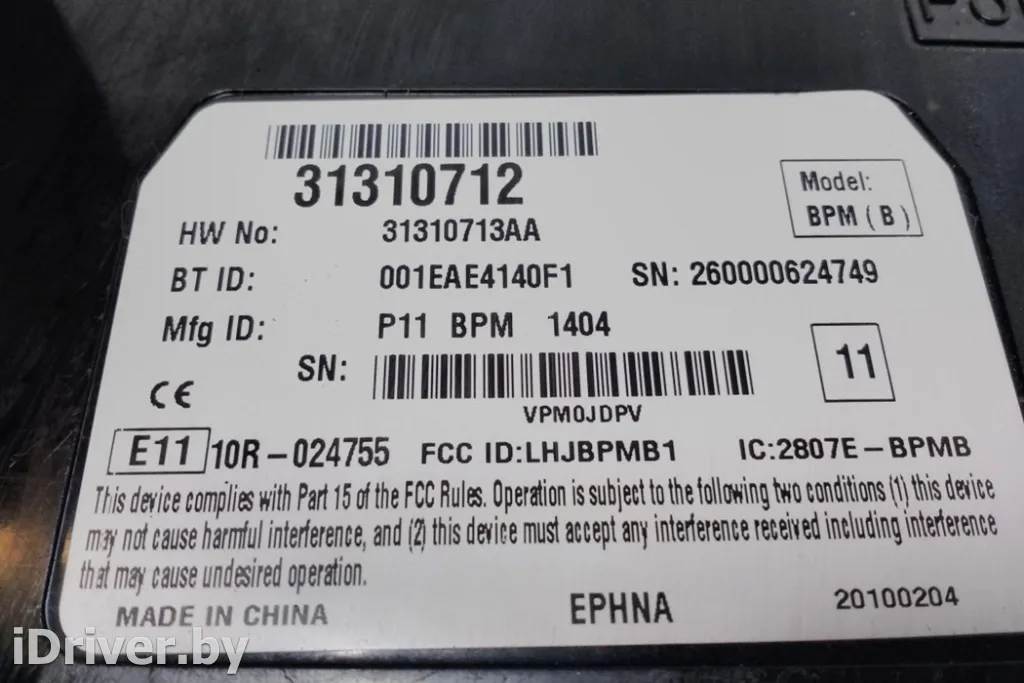 31310712
Model:
BPM ( B )
HW No: 31310713AA
BT ID: 001EAE4140F1 SN: 260000624749
Mfg ID: P11 BPM 1404
11
SN:
VPM0JDPV
CE
E11 10R-024755 FCC ID:LHJBPMB1 IC:2807E-BPMB
This device complies with Part 15 of the FCC Rules. Operation is subject to the following two conditions (1) this device
may not cause harmful interference, and (2) this device must accept any interference received including interference
that may cause undesired operation.
MADE IN CHINA EPHNA 20100204
iDriver.by